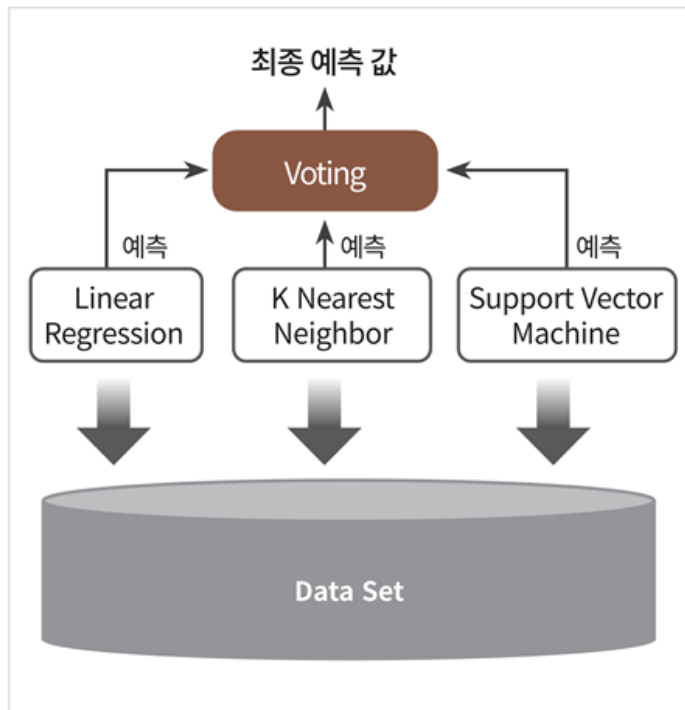 최종 예측 값
Voting
예측
예측
예측
Linear
Regression
K Nearest
Neighbor
Support Vector
Machine
Data Set